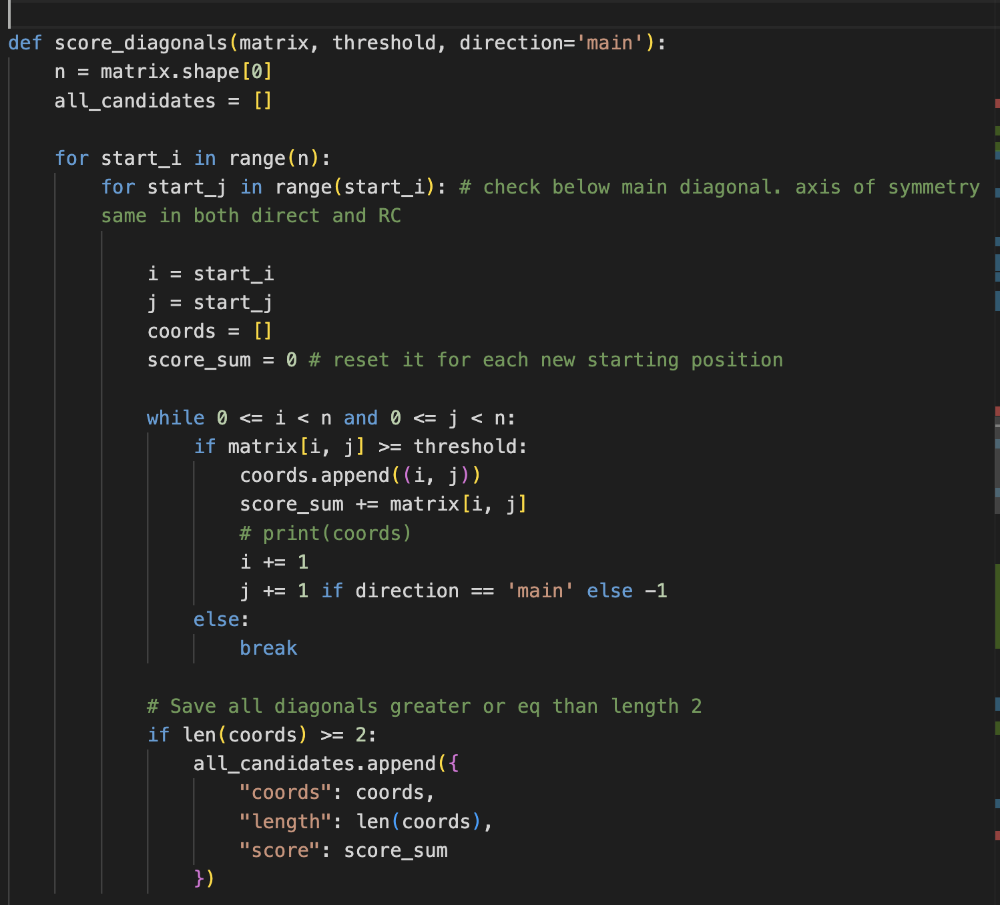 def score_diagonals(matrix, threshold, direction='main'):
    n = matrix.shape[0]
    all_candidates = []

    for start_i in range(n):
        for start_j in range(start_i): # check below main diagonal. axis of symmetry
        same in both direct and RC

            i = start_i
            j = start_j
            coords = []
            score_sum = 0 # reset it for each new starting position

            while 0 <= i < n and 0 <= j < n:
                if matrix[i, j] >= threshold:
                    coords.append((i, j))
                    score_sum += matrix[i, j]
                    # print(coords)
                    i += 1
                    j += 1 if direction == 'main' else -1
                else:
                    break

            # Save all diagonals greater or eq than length 2
            if len(coords) >= 2:
                all_candidates.append({
                    "coords": coords,
                    "length": len(coords),
                    "score": score_sum
                })